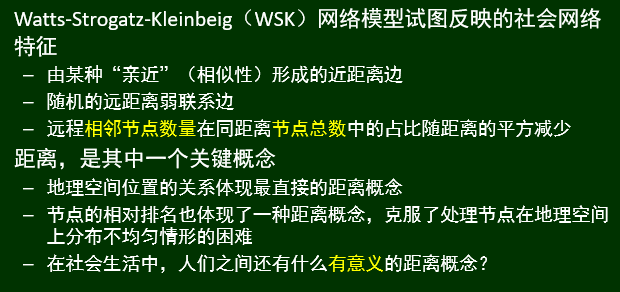 Watts-Strogatz-Kleinbeig（WSK）网络模型试图反映的社会网络
特征
– 由某种“亲近”（相似性）形成的近距离边
– 随机的远距离弱联系边
– 远程相邻节点数量在同距离节点总数中的占比随距离的平方减少
距离，是其中一个关键概念
– 地理空间位置的关系体现最直接的距离概念
– 节点的相对排名也体现了一种距离概念，克服了处理节点在地理空间
上分布不均匀情形的困难
– 在社会生活中，人们之间还有什么有意义的距离概念？